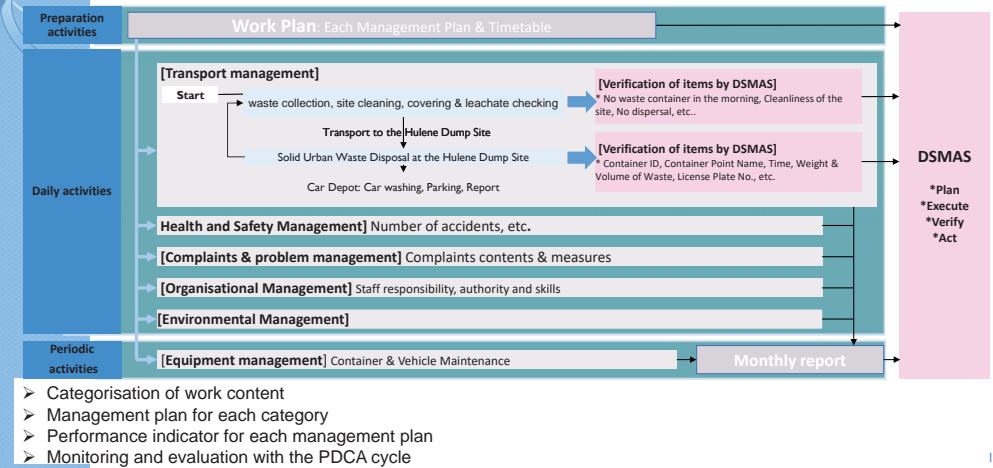 Preparation
activities
Work Plan: Each Management Plan & Timetable
Daily activities
[Transport management]
Start
waste collection, site cleaning, covering & leachate checking
Transport to the Hulene Dump Site
Solid Urban Waste Disposal at the Hulene Dump Site
Car Depot: Car washing, Parking, Report
[Verification of items by DSMAS]
* No waste container in the morning, Cleanliness of the
site, No dispersal, etc..
[Verification of items by DSMAS]
* Container ID, Container Point Name, Time, Weight &
Volume of Waste, License Plate No., etc.
Health and Safety Management] Number of accidents, etc.
[Complaints & problem management] Complaints contents & measures
[Organisational Management] Staff responsibility, authority and skills
[Environmental Management]
Periodic
activities
[Equipment management] Container & Vehicle Maintenance
Monthly report
DSMAS
*Plan
*Execute
*Verify
*Act
➢ Categorisation of work content
➢ Management plan for each category
➢ Performance indicator for each management plan
➢ Monitoring and evaluation with the PDCA cycle